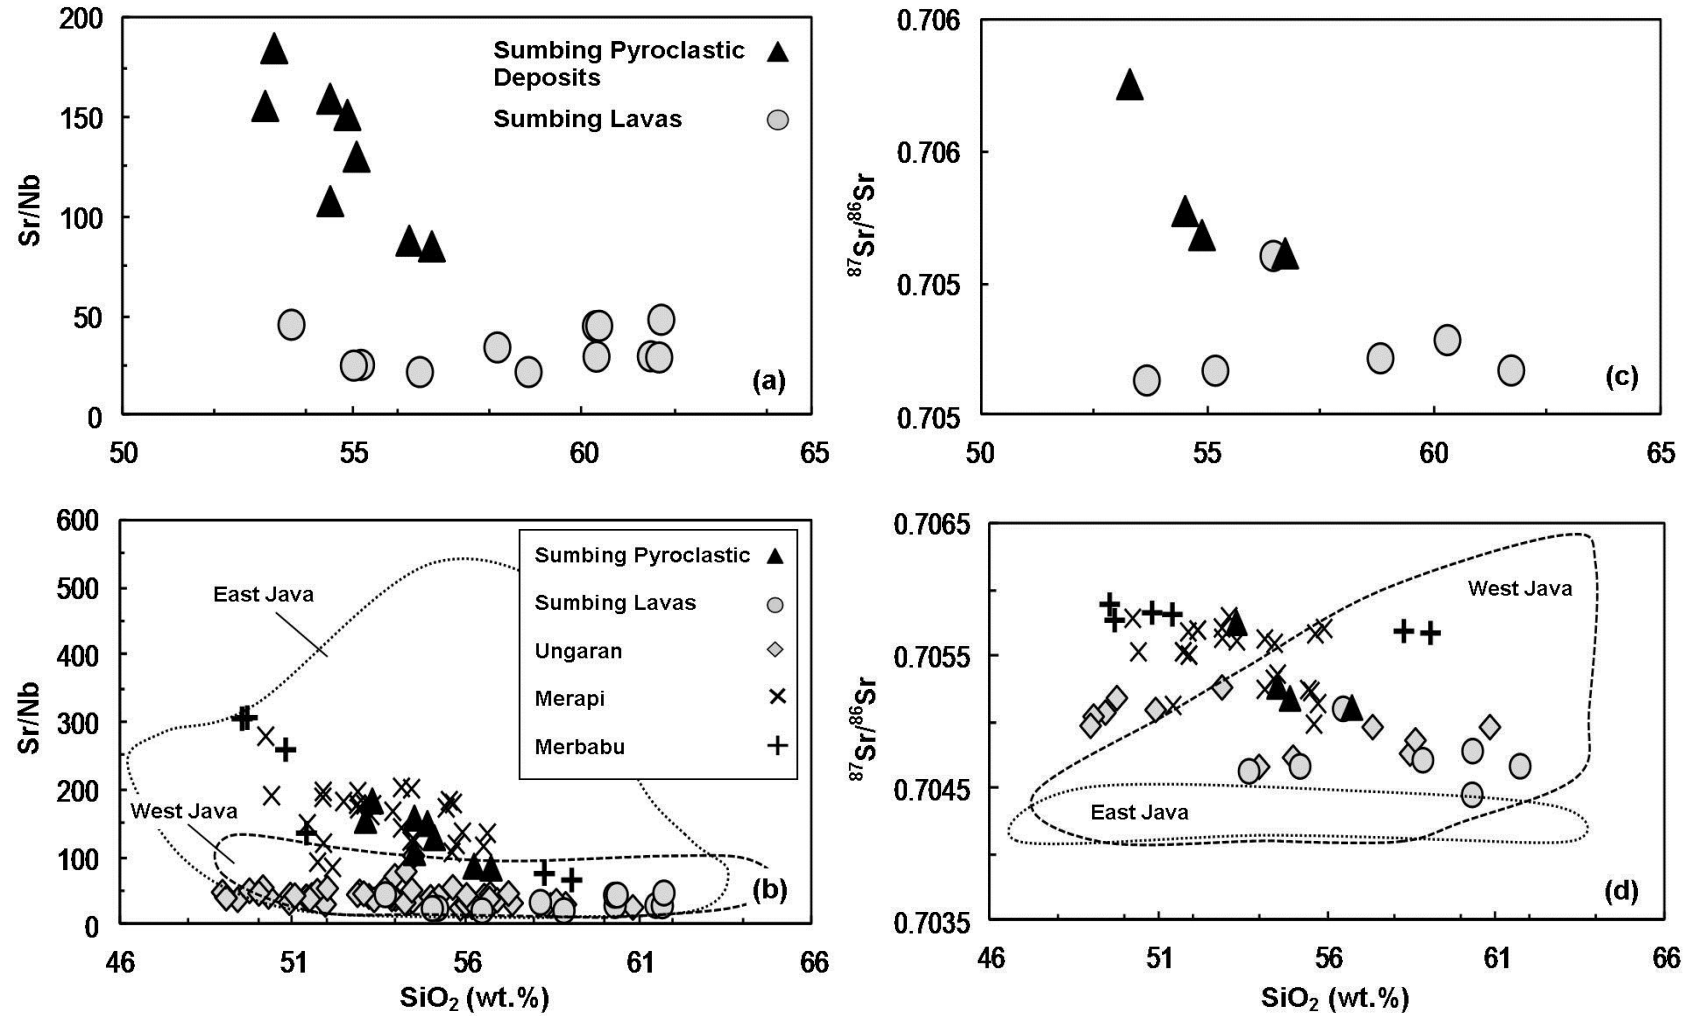 200
150
100
50
0
Sr/Nb
Sumbing Pyroclastic
Deposits
Sumbing Lavas
(a)
50
55
60
65
0.706
0.706
0.705
0.705
⁸⁷Sr/⁸⁶Sr
(c)
50
55
60
65
600
500
400
300
200
100
0
Sr/Nb
East Java
West Java
Sumbing Pyroclastic
Sumbing Lavas
Ungaran
Merapi
Merbabu
(b)
46
51
56
61
66
SiO₂ (wt.%)
0.7065
0.7055
0.7045
0.7035
⁸⁷Sr/⁸⁶Sr
West Java
East Java
(d)
46
51
56
61
66
SiO₂ (wt.%)